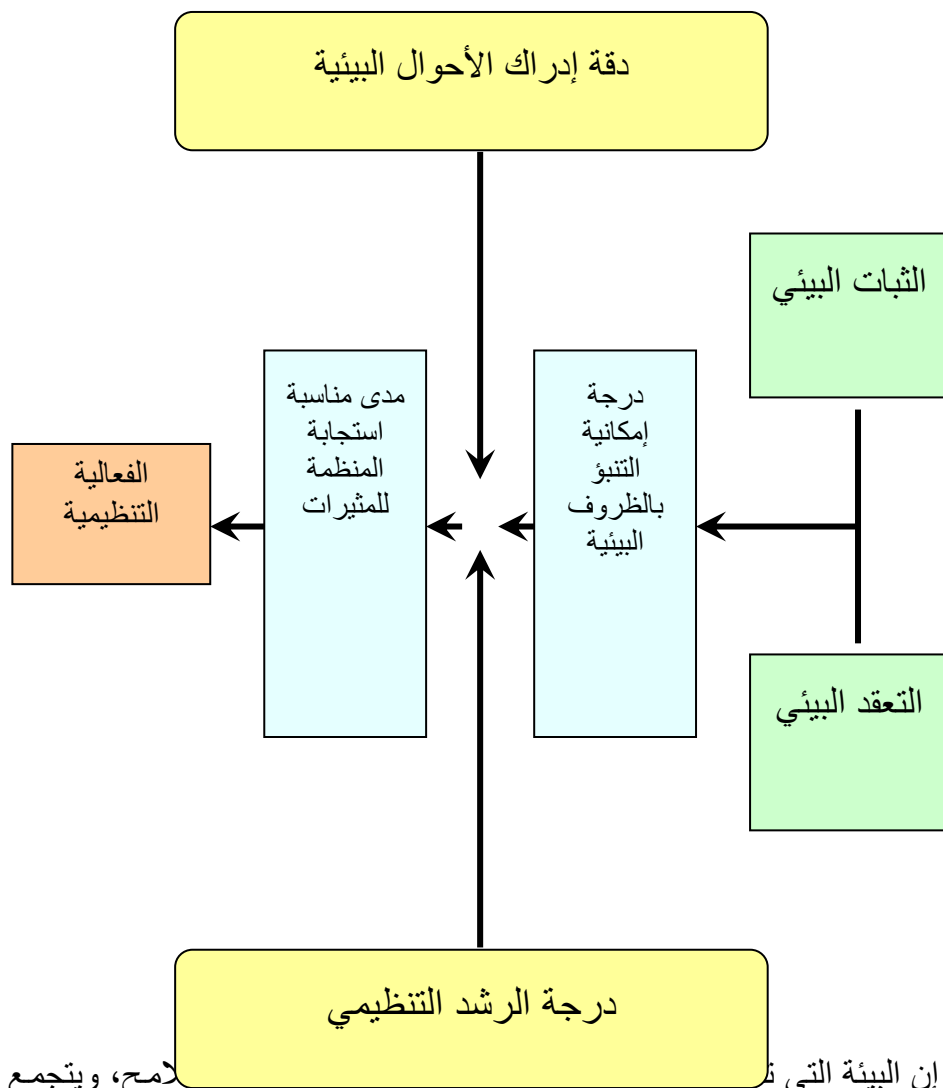 دقة إدراك الأحوال البيئية
الثبات البيئي
درجة
إمكانية
التنبؤ
بالظروف
البيئية
مدى مناسبة
استجابة
المنظمة
للمثيرات
الفعالية
التنظيمية
التعقد البيئي
درجة الرشد التنظيمي
إن البيئة التي ويتجمع